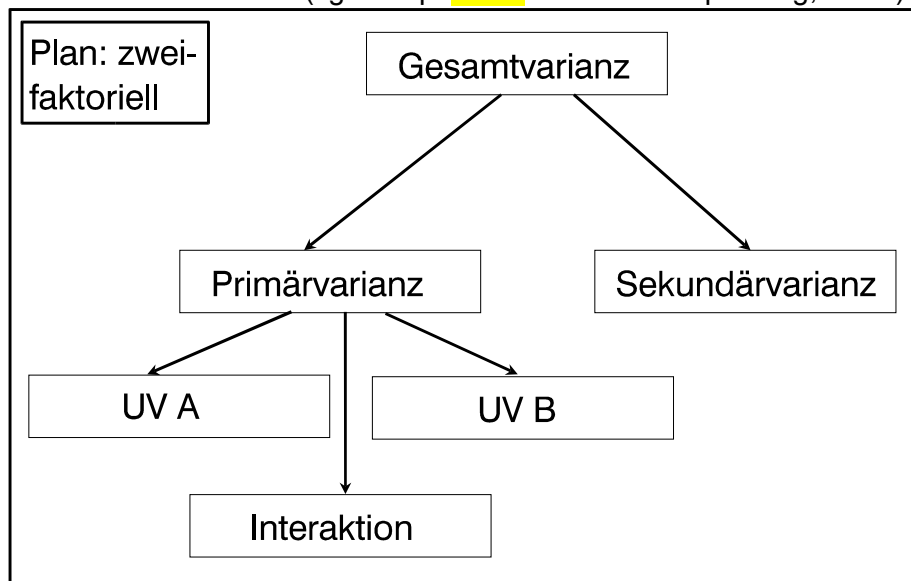 Plan: zwei-
faktoriell
Gesamtvarianz
Primärvarianz
Sekundärvarianz
UV A
UV B
Interaktion